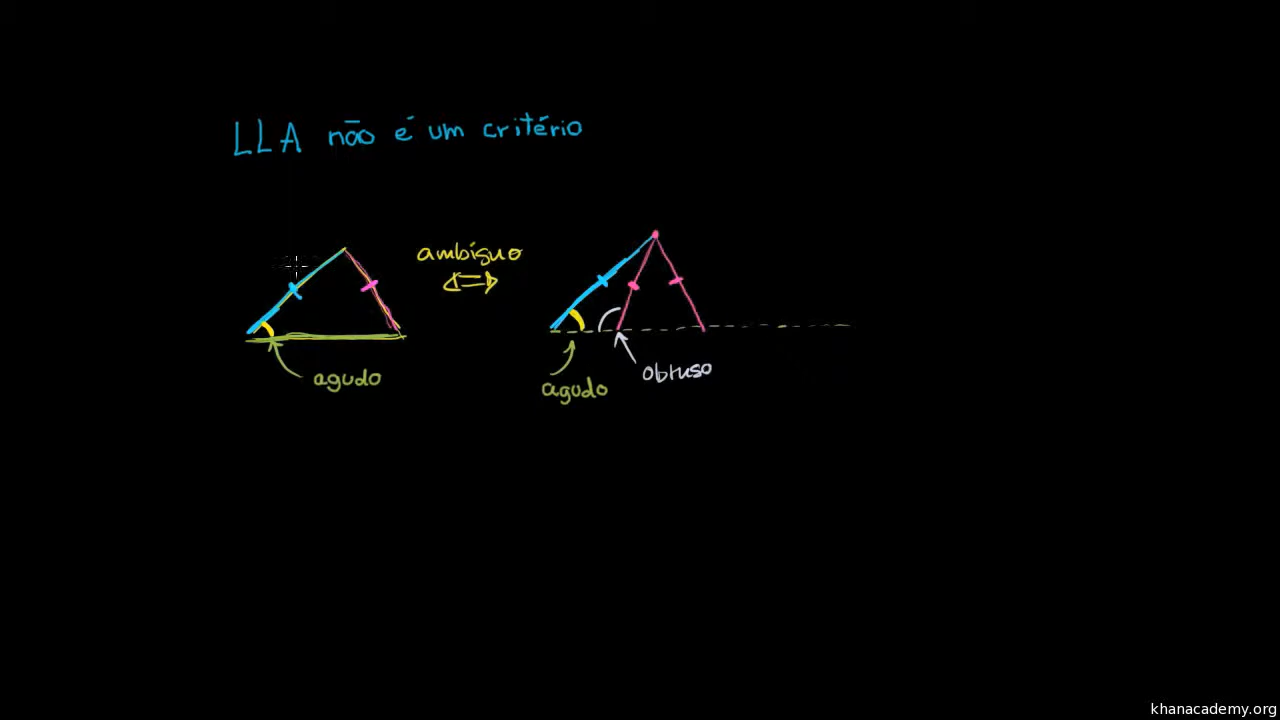 LLA não é um critério
ambíguo
agudo
agudo
obtuso
khanacademy.org